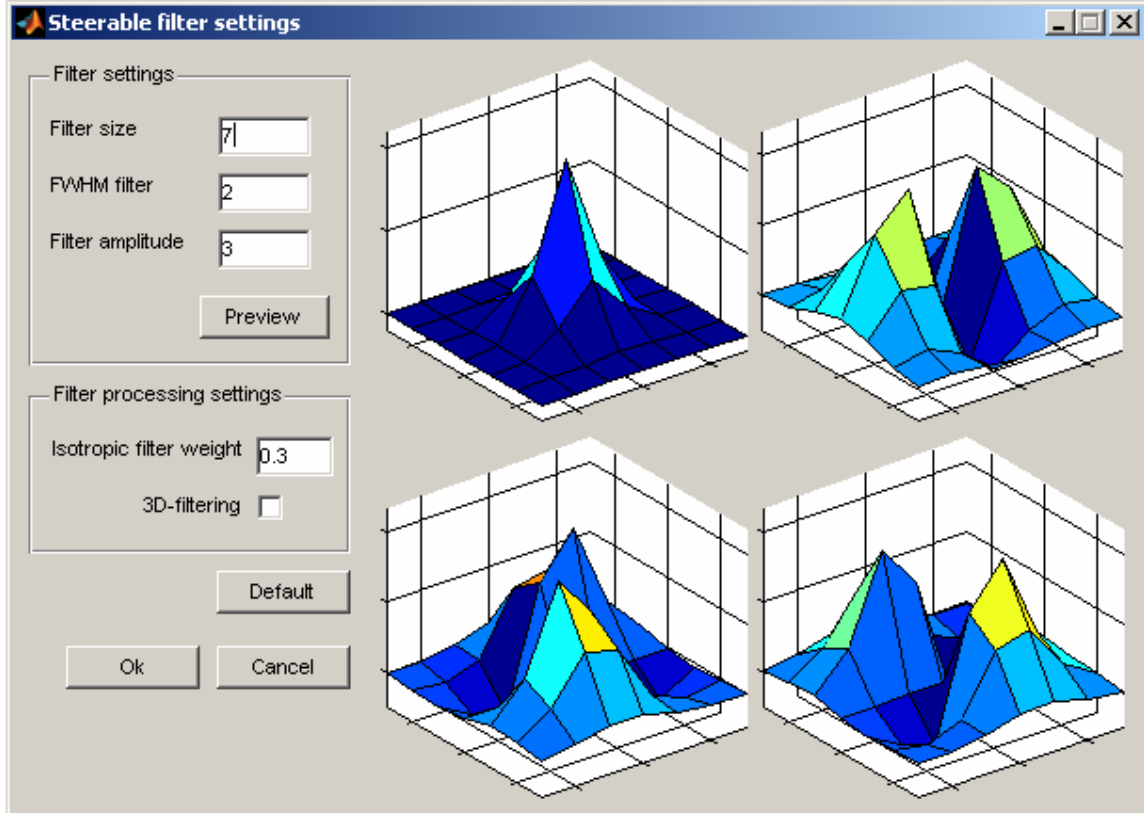 Steerable filter settings
Filter settings
Filter size 7
FWHM filter 2
Filter amplitude 3
Preview
Filter processing settings
Isotropic filter weight 0.3
3D-filtering
Default
Ok Cancel